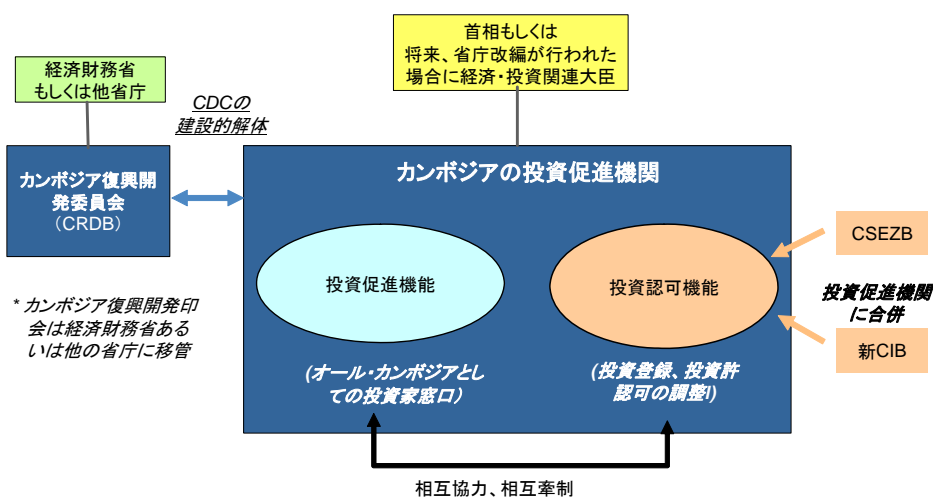 首相もしくは
将来、省庁改編が行われた
場合に経済・投資関連大臣
経済財務省
もしくは他省庁
CDCの
建設的解体
カンボジア復興開
発委員会
（CRDB）
カンボジアの投資促進機関
CSEZB
投資促進機能
投資認可機能
投資促進機関
に合併
新CIB
* カンボジア復興開発印
会は経済財務省ある
いは他の省庁に移管
(オール・カンボジアとし
ての投資家窓口）
(投資登録、投資許
認可の調整l)
相互協力、相互牽制